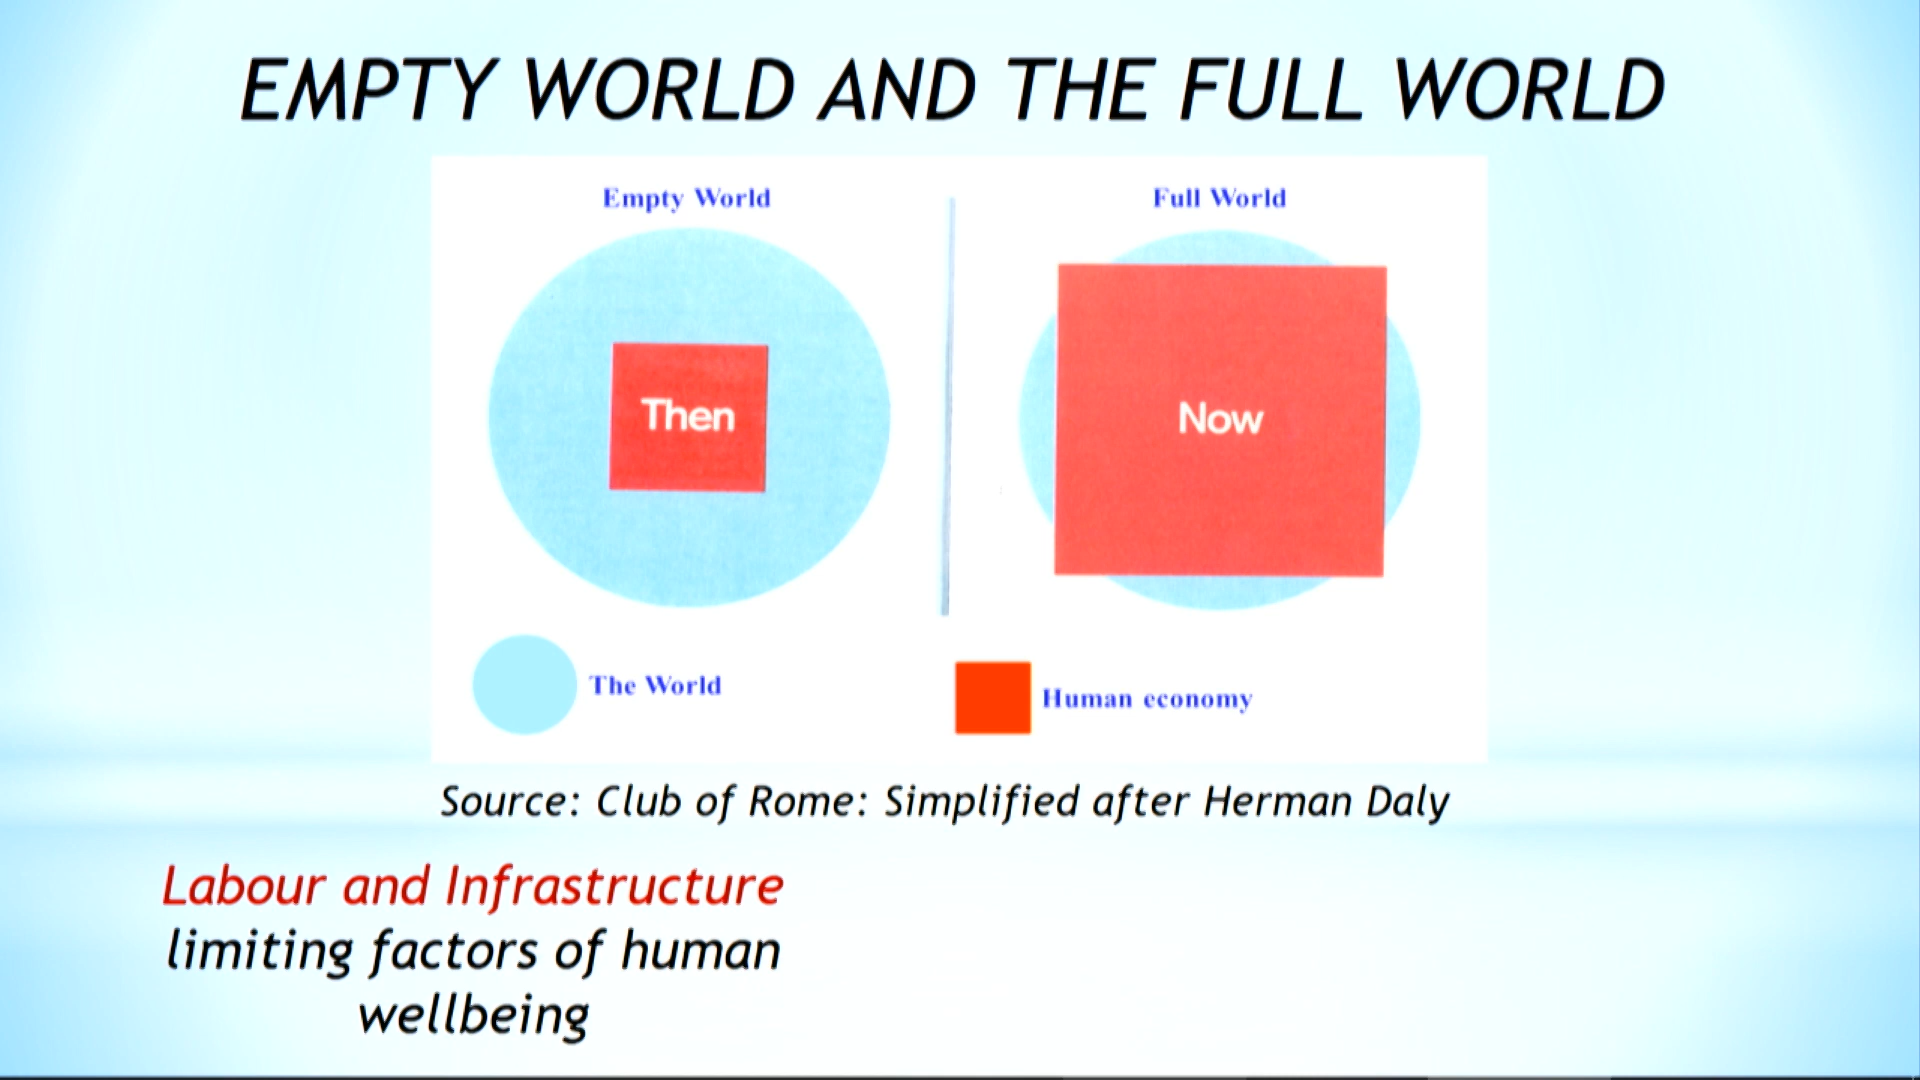 EMPTY WORLD AND THE FULL WORLD
Empty World
Full World
Then
Now
The World
Human economy
Source: Club of Rome: Simplified after Herman Daly
Labour and Infrastructure
limiting factors of human
wellbeing